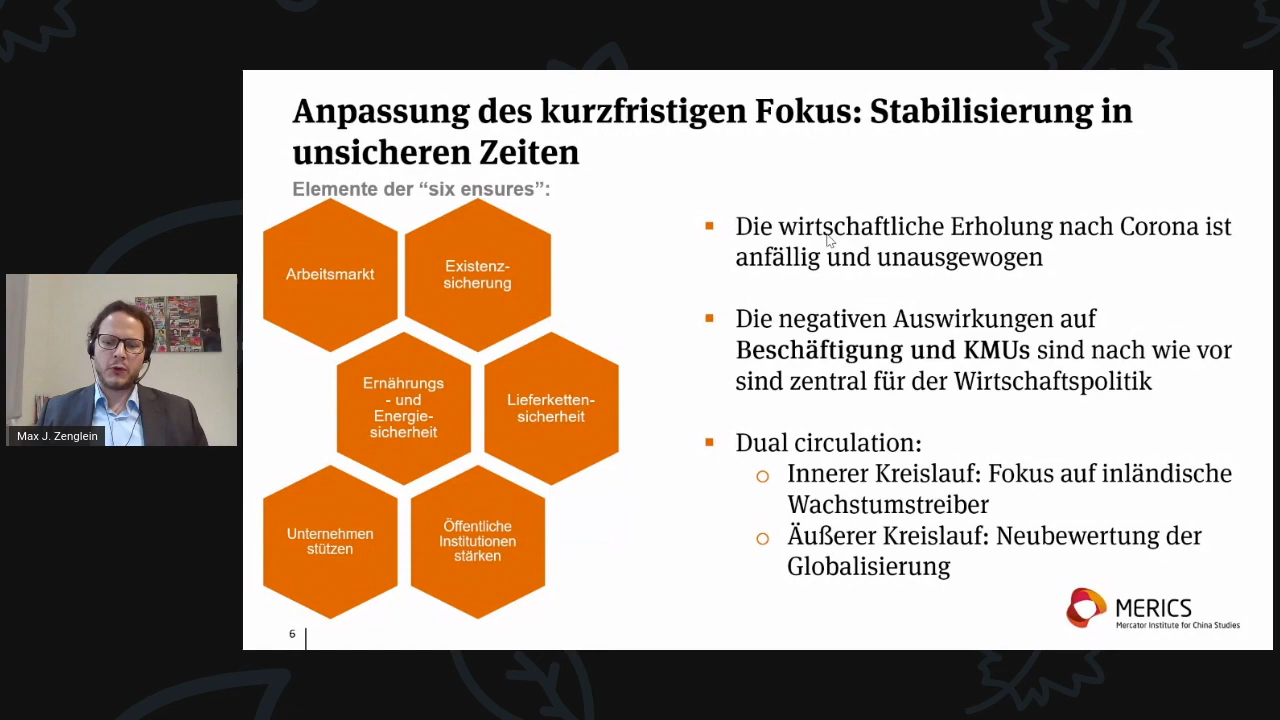 Anpassung des kurzfristigen Fokus: Stabilisierung in
unsicheren Zeiten
Elemente der “six ensures”:
Arbeitsmarkt
Existenz-
sicherung
Ernährungs
- und
Energie-
sicherheit
Lieferketten-
sicherheit
Unternehmen
stützen
Öffentliche
Institutionen
stärken
Die wirtschaftliche Erholung nach Corona ist
anfällig und unausgewogen
Die negativen Auswirkungen auf
Beschäftigung und KMUs sind nach wie vor
sind zentral für der Wirtschaftspolitik
Dual circulation:
Innerer Kreislauf: Fokus auf inländische
Wachstumstreiber
Äußerer Kreislauf: Neubewertung der
Globalisierung
MERICS
Mercator Institute for China Studies
6
Max J. Zenglein